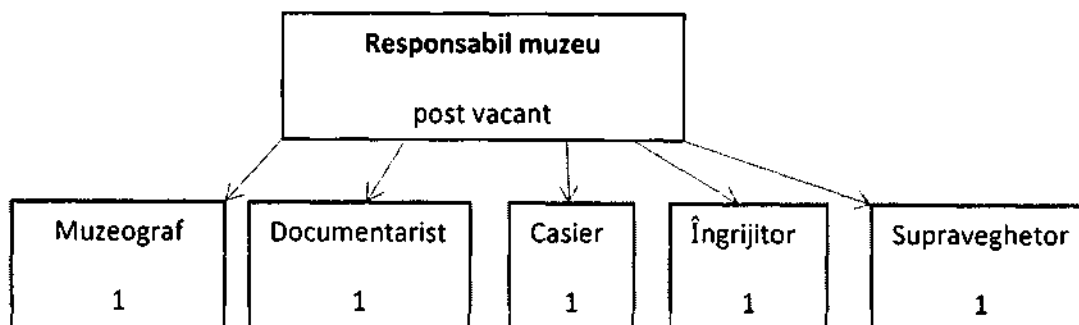 Responsabil muzeu
post vacant
Muzeograf
1
Documentarist
1
Casier
1
Îngrijitor
1
Supraveghetor
1